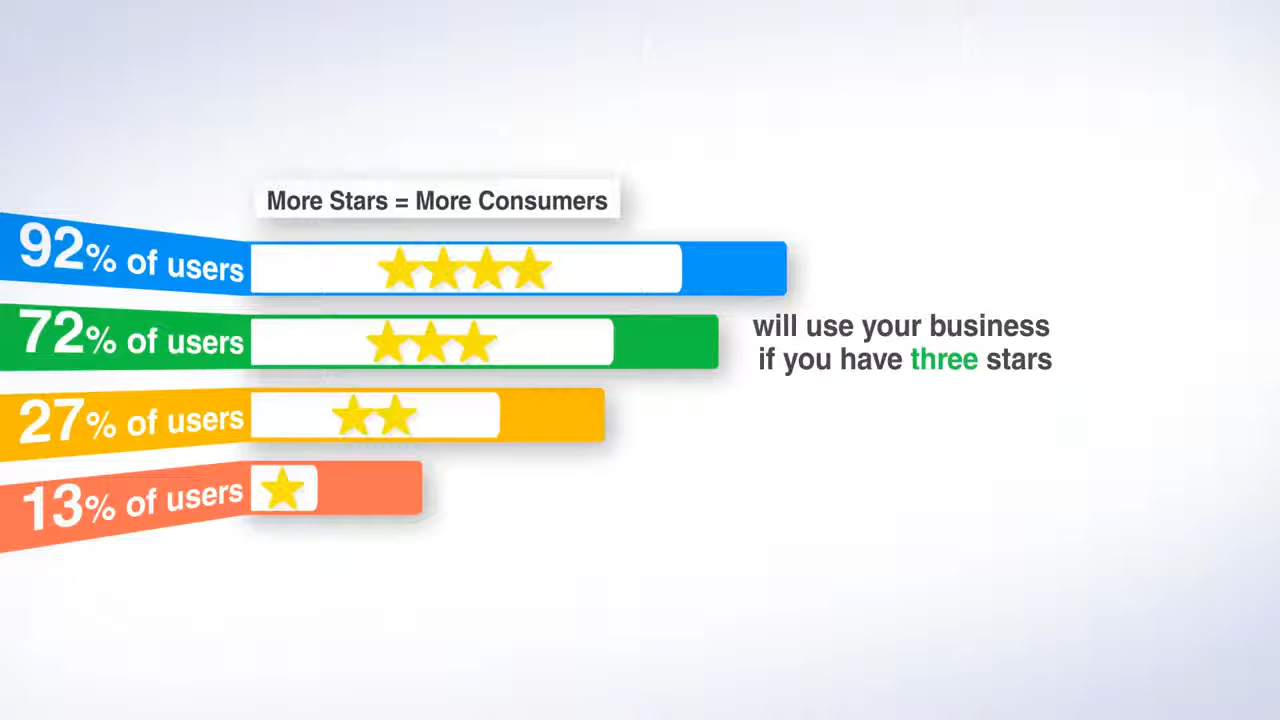 More Stars = More Consumers
92% of users
72% of users
will use your business
if you have three stars
27% of users
13% of users